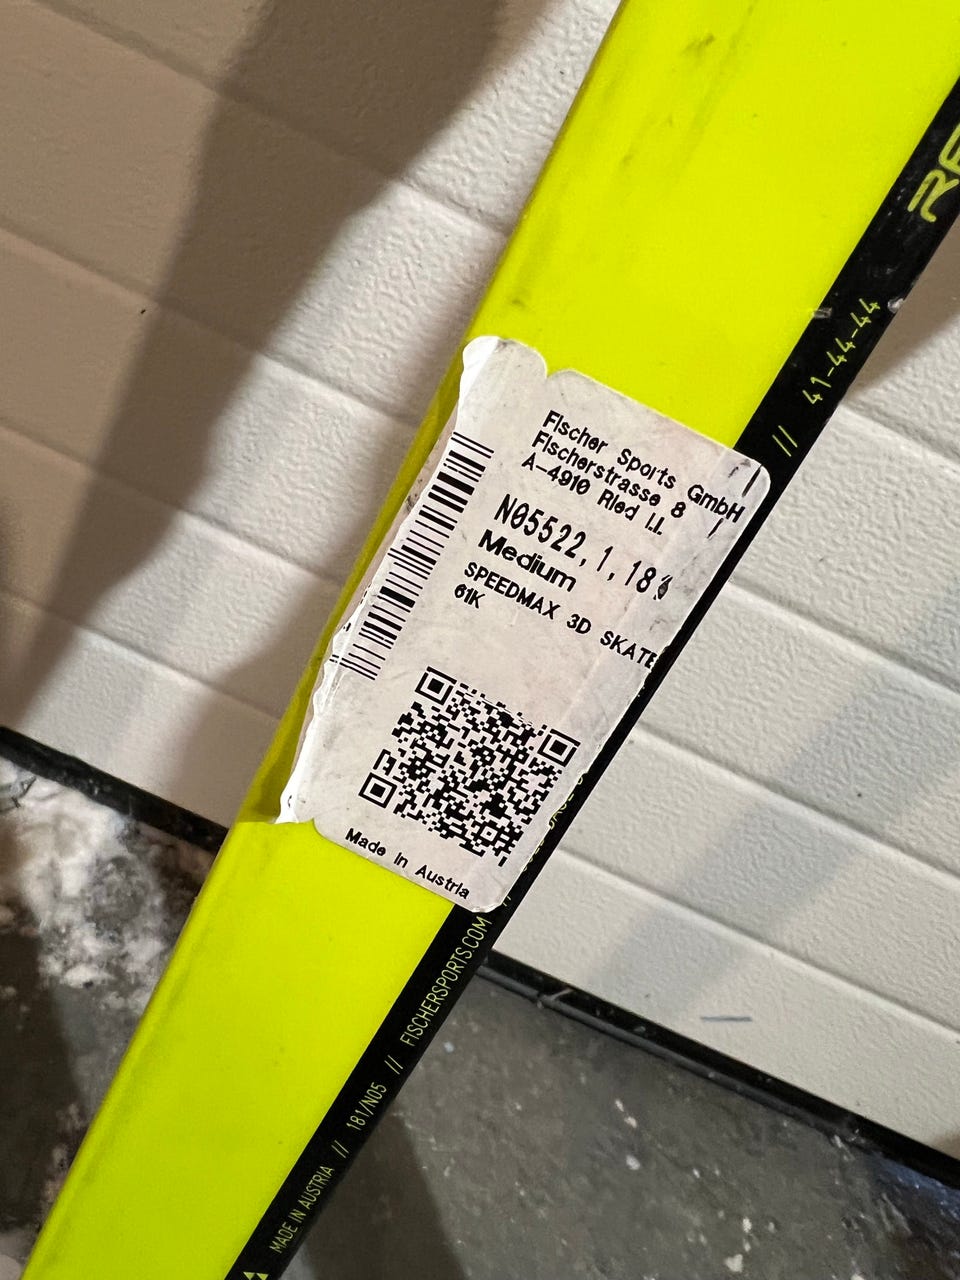 Fischer Sports GmbH
Fischerstrasse 8
A-4910 Ried i.I.
N05522,1,18
Medium
SPEEDMAX 3D SKATE
61K
Made in Austria
41-44-44 //
MADE IN AUSTRIA // 181/N05 // FISCHERSPORTS.COM //